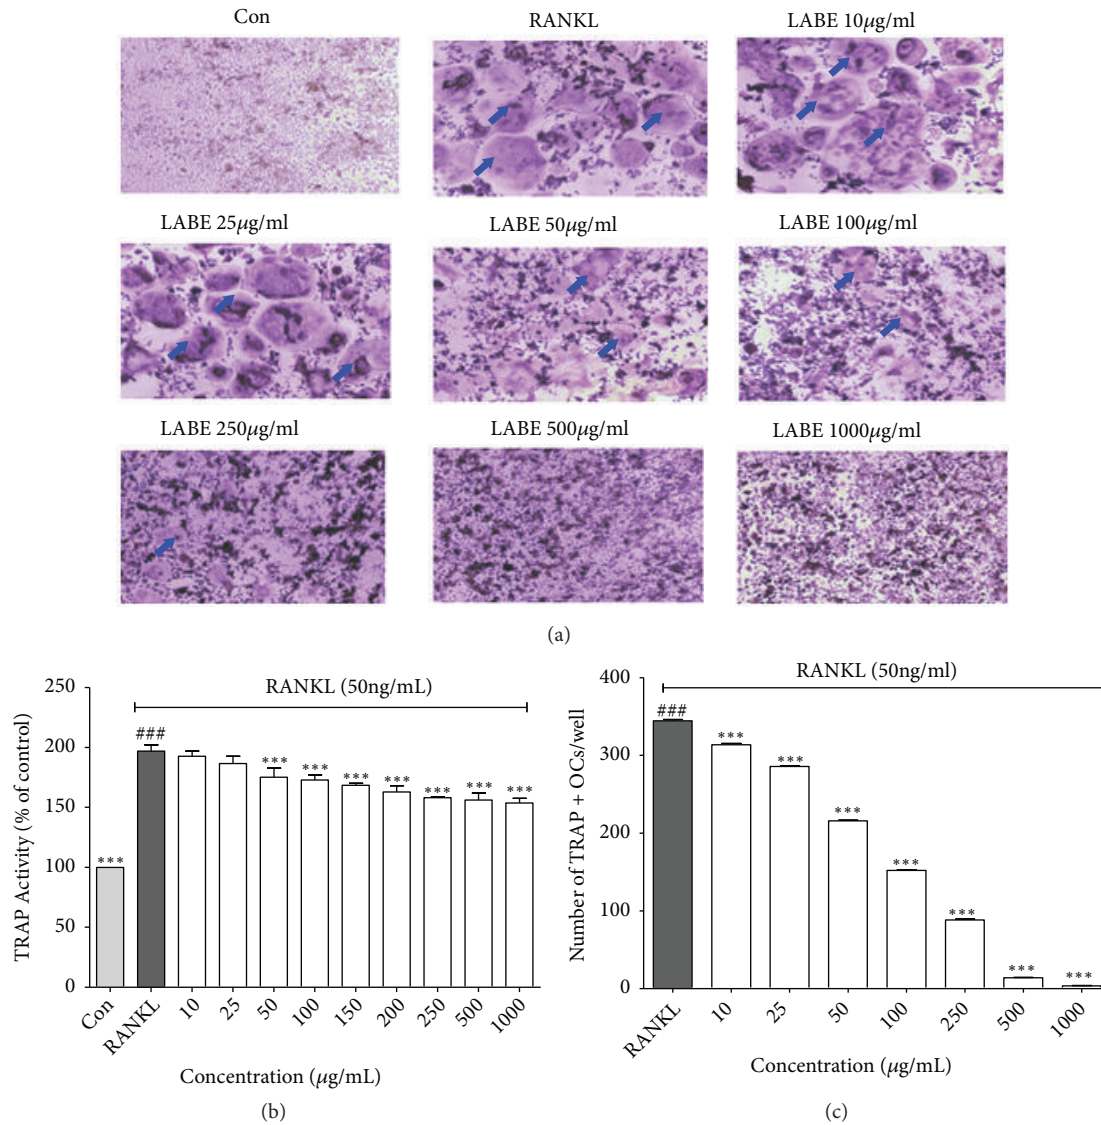 Con
RANKL
LABE 10μg/ml
LABE 25μg/ml
LABE 50μg/ml
LABE 100μg/ml
LABE 250μg/ml
LABE 500μg/ml
LABE 1000μg/ml
(a)
RANKL (50ng/mL)
TRAP Activity (% of control)
250
200
150
100
50
0
***
###
***
***
***
***
***
***
***
Con
RANKL
10
25
50
100
150
200
250
500
1000
Concentration (μg/mL)
(b)
RANKL (50ng/ml)
Number of TRAP + OCs/well
400
300
200
100
0
###
***
***
***
***
***
***
***
RANKL
10
25
50
100
250
500
1000
Concentration (μg/mL)
(c)